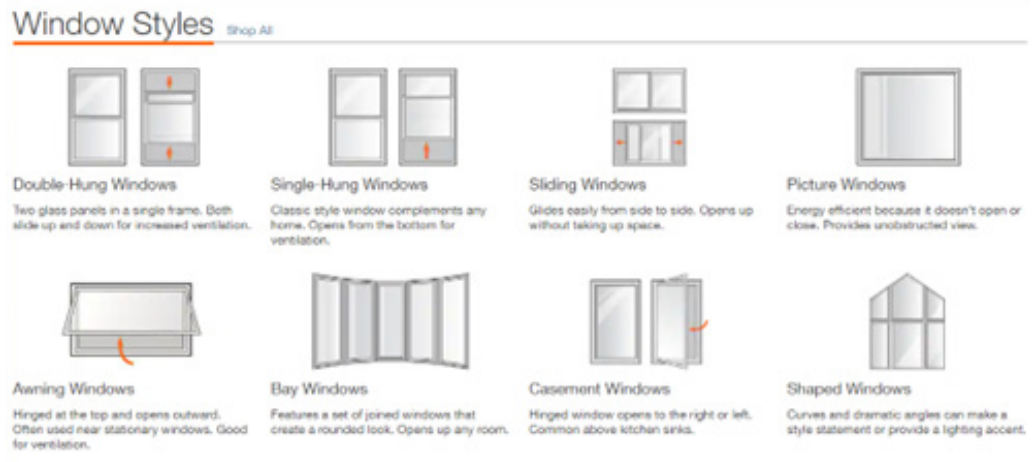 Window Styles Shop All
Double-Hung Windows
Two glass panels in a single frame. Both
slide up and down for increased ventilation.
Single-Hung Windows
Classic style window complements any
home. Opens from the bottom for
ventilation.
Sliding Windows
Glides easily from side to side. Opens up
without taking up space.
Picture Windows
Energy efficient because it doesn't open or
close. Provides unobstructed view.
Awning Windows
Hinged at the top and opens outward.
Often used near stationary windows. Good
for ventilation.
Bay Windows
Features a set of joined windows that
create a rounded look. Opens up any room.
Casement Windows
Hinged window opens to the right or left.
Common above kitchen sinks.
Shaped Windows
Curves and dramatic angles can make a
style statement or provide a lighting accent.